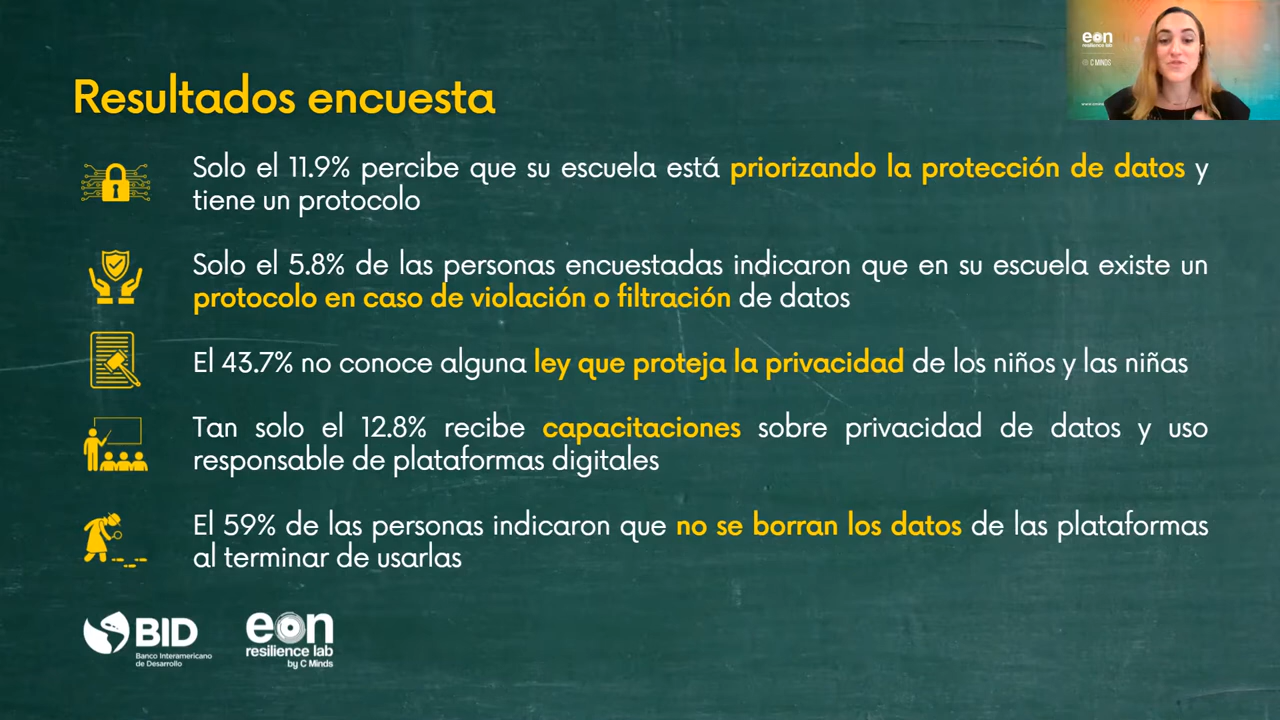 Resultados encuesta
Solo el 11.9% percibe que su escuela está priorizando la protección de datos y
tiene un protocolo
Solo el 5.8% de las personas encuestadas indicaron que en su escuela existe un
protocolo en caso de violación o filtración de datos
El 43.7% no conoce alguna ley que proteja la privacidad de los niños y las niñas
Tan solo el 12.8% recibe capacitaciones sobre privacidad de datos y uso
responsable de plataformas digitales
El 59% de las personas indicaron que no se borran los datos de las plataformas
al terminar de usarlas
BID
Banco Interamericano
de Desarrollo
eon
resilience lab
by C Minds
eon
resilience lab
C MINDS